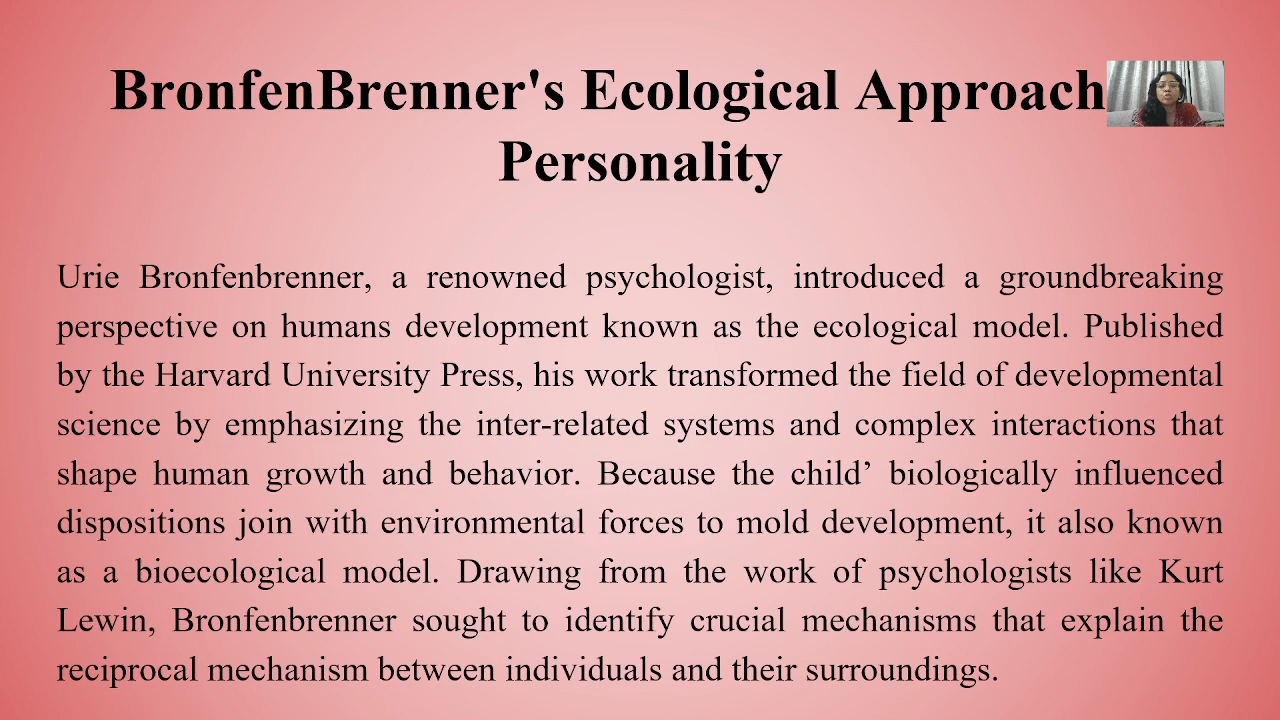 BronfenBrenner's Ecological Approach
Personality
Urie Bronfenbrenner, a renowned psychologist, introduced a groundbreaking
perspective on humans development known as the ecological model. Published
by the Harvard University Press, his work transformed the field of developmental
science by emphasizing the inter-related systems and complex interactions that
shape human growth and behavior. Because the child’ biologically influenced
dispositions join with environmental forces to mold development, it also known
as a bioecological model. Drawing from the work of psychologists like Kurt
Lewin, Bronfenbrenner sought to identify crucial mechanisms that explain the
reciprocal mechanism between individuals and their surroundings.